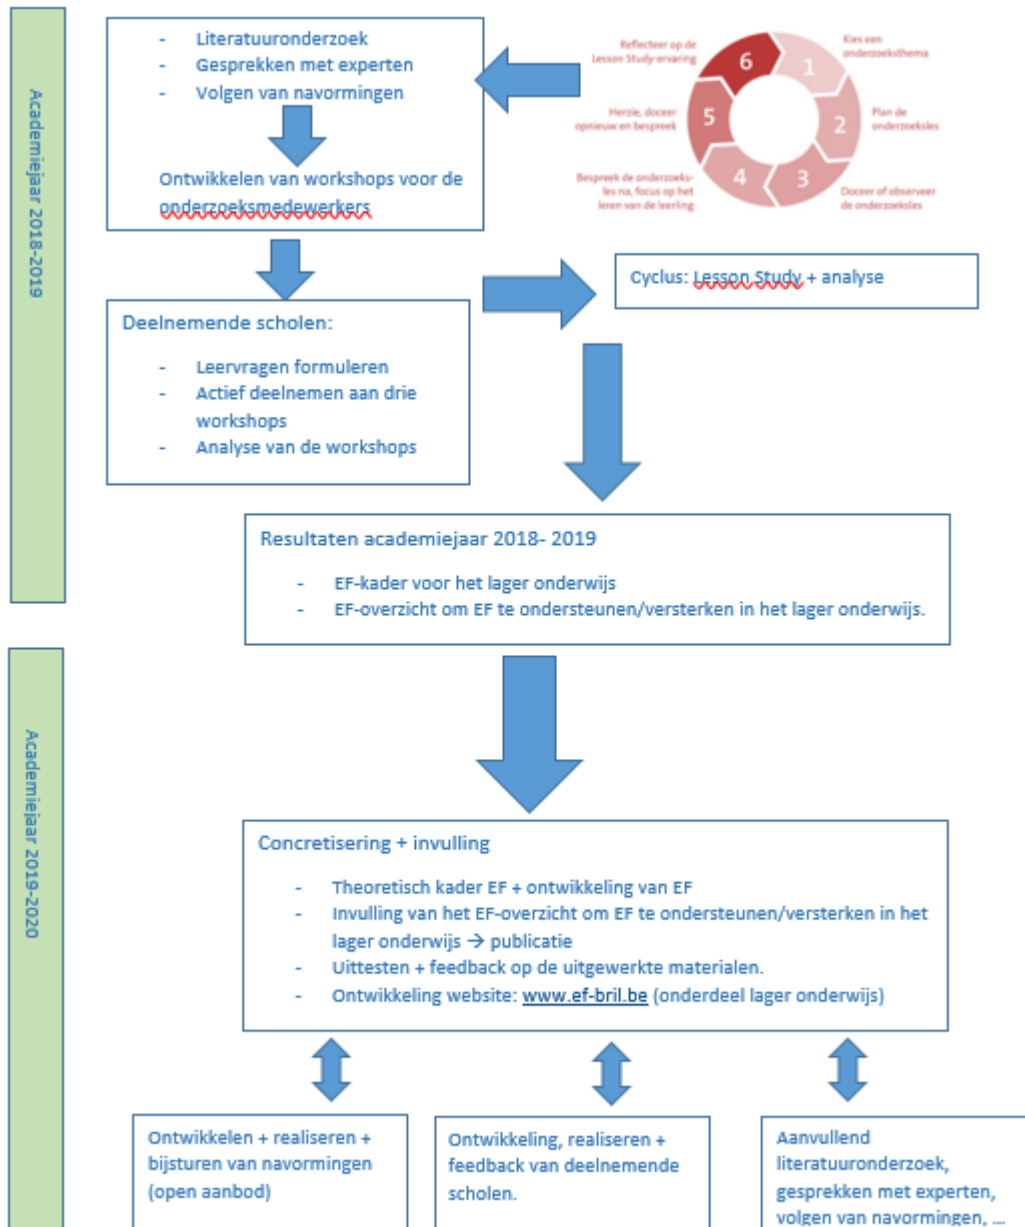 Academiejaar 2018-2019
- Literatuuronderzoek
- Gesprekken met experten
- Volgen van navormingen
Ontwikkelen van workshops voor de
onderzoeksmedewerkers
Reflecteer op de
Lesson Study-ervaring
Kies een
onderzoeksthema
Herzie, doceer
opnieuw en bespreek
Plan de
onderzoeksles
Bespreek de onderzoeks-
les na, focus op het
leren van de leerling
Doceer of observeer
de onderzoeksles
6
1
5
2
4
3
Deelnemende scholen:
- Leervragen formuleren
- Actief deelnemen aan drie
workshops
- Analyse van de workshops
Cyclus: Lesson Study + analyse
Resultaten academiejaar 2018- 2019
- EF-kader voor het lager onderwijs
- EF-overzicht om EF te ondersteunen/versterken in het lager onderwijs.
Academiejaar 2019-2020
Concretisering + invulling
- Theoretisch kader EF + ontwikkeling van EF
- Invulling van het EF-overzicht om EF te ondersteunen/versterken in het
lager onderwijs → publicatie
- Uittesten + feedback op de uitgewerkte materialen.
- Ontwikkeling website: www.ef-bril.be (onderdeel lager onderwijs)
Ontwikkelen + realiseren +
bijsturen van navormingen
(open aanbod)
Ontwikkeling, realiseren +
feedback van deelnemende
scholen.
Aanvullend
literatuuronderzoek,
gesprekken met experten,
volgen van navormingen, ...